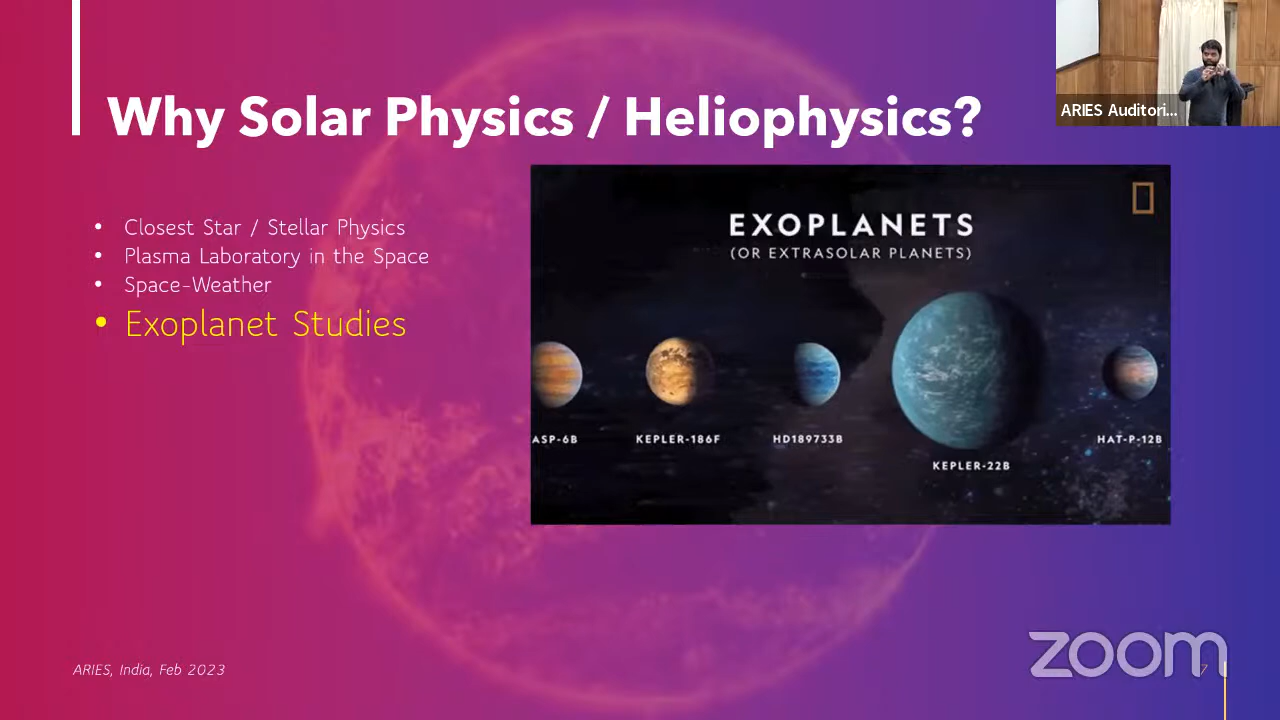 Why Solar Physics / Heliophysics?
ARIES Auditori...
• Closest Star / Stellar Physics
• Plasma Laboratory in the Space
• Space-Weather
• Exoplanet Studies
EXOPLANETS
(OR EXTRASOLAR PLANETS)
ASP-6B
KEPLER-186F
HD189733B
KEPLER-22B
HAT-P-12B
ARIES, India, Feb 2023
zoom
7